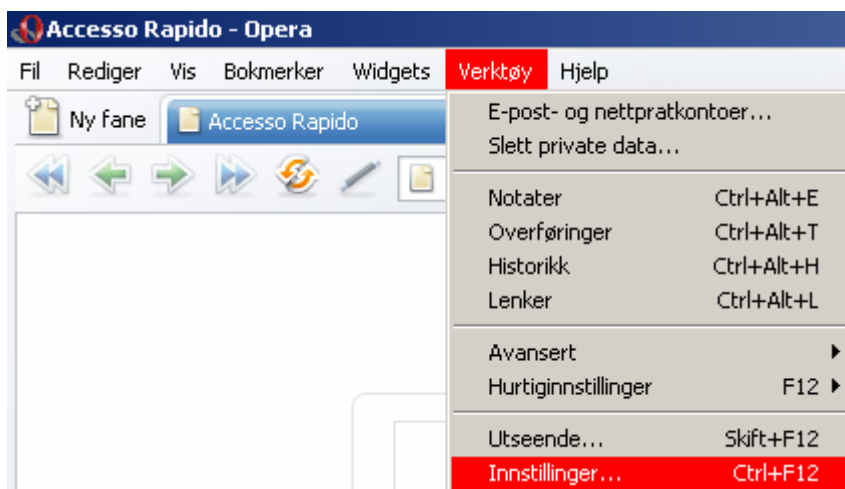 Accesso Rapido - Opera
Fil Rediger Vis Bokmerker Widgets Verktøy Hjelp
Ny fane Accesso Rapido
E-post- og nettpratkontoer...
Slett private data...
Notater Ctrl+Alt+E
Overføringer Ctrl+Alt+T
Historikk Ctrl+Alt+H
Lenker Ctrl+Alt+L
Avansert
Hurtiginnstillinger F12
Utseende... Skift+F12
Innstillinger... Ctrl+F12